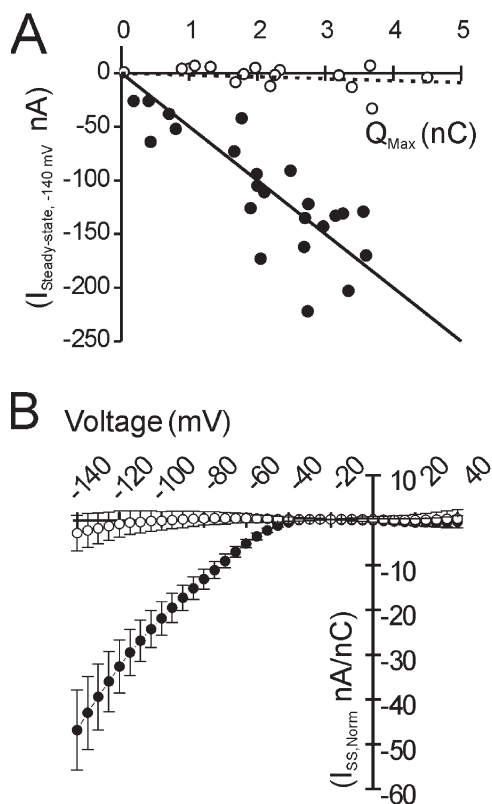 A
0 1 2 3 4 5
0
Q Max (nC)
-50
-100
-150
-200
-250
(I Steady-state, -140 mV nA)
B
Voltage (mV)
-140 -120 -100 -80 -60 -40 -20 20 40
10
-10
-20
-30
-40
-50
-60
(I SS,Norm nA/nC)